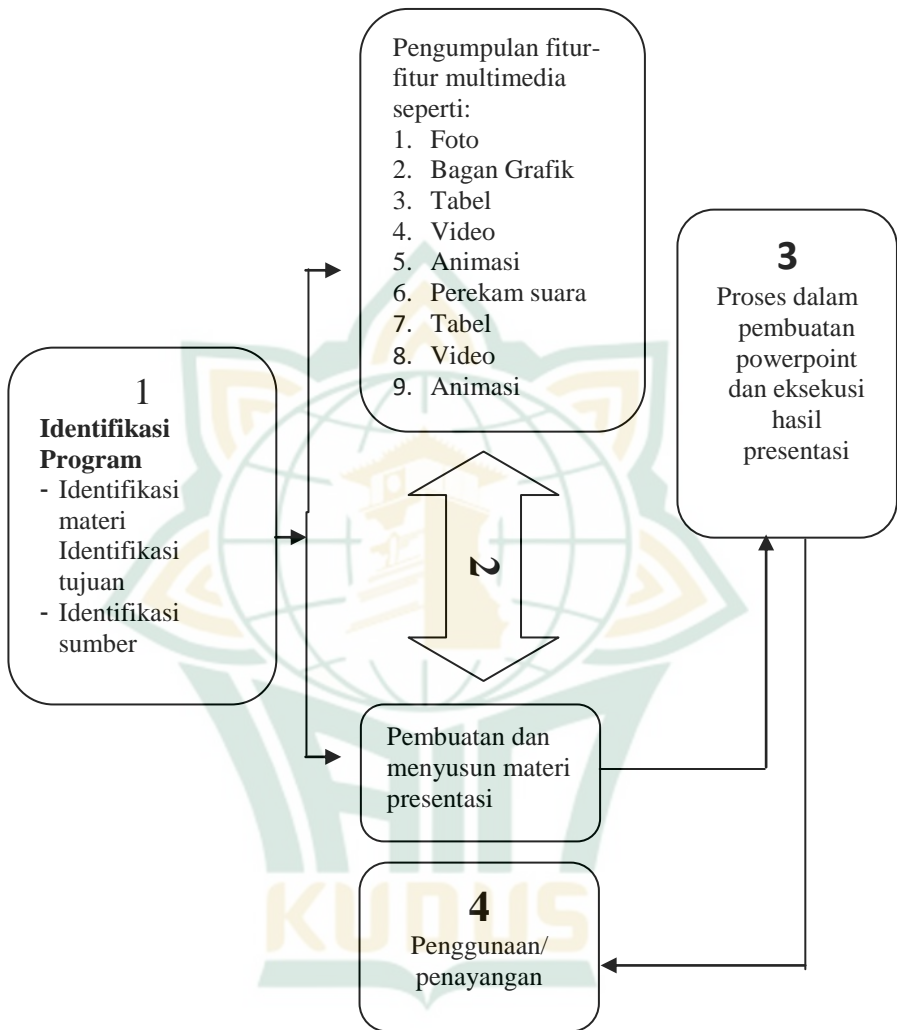 1
Identifikasi
Program
- Identifikasi
materi
Identifikasi
tujuan
- Identifikasi
sumber
Pengumpulan fitur-
fitur multimedia
seperti:
1. Foto
2. Bagan Grafik
3. Tabel
4. Video
5. Animasi
6. Perekam suara
7. Tabel
8. Video
9. Animasi
2
Pembuatan dan
menyusun materi
presentasi
3
Proses dalam
pembuatan
powerpoint
dan eksekusi
hasil
presentasi
4
Penggunaan/
penayangan
KUDUS